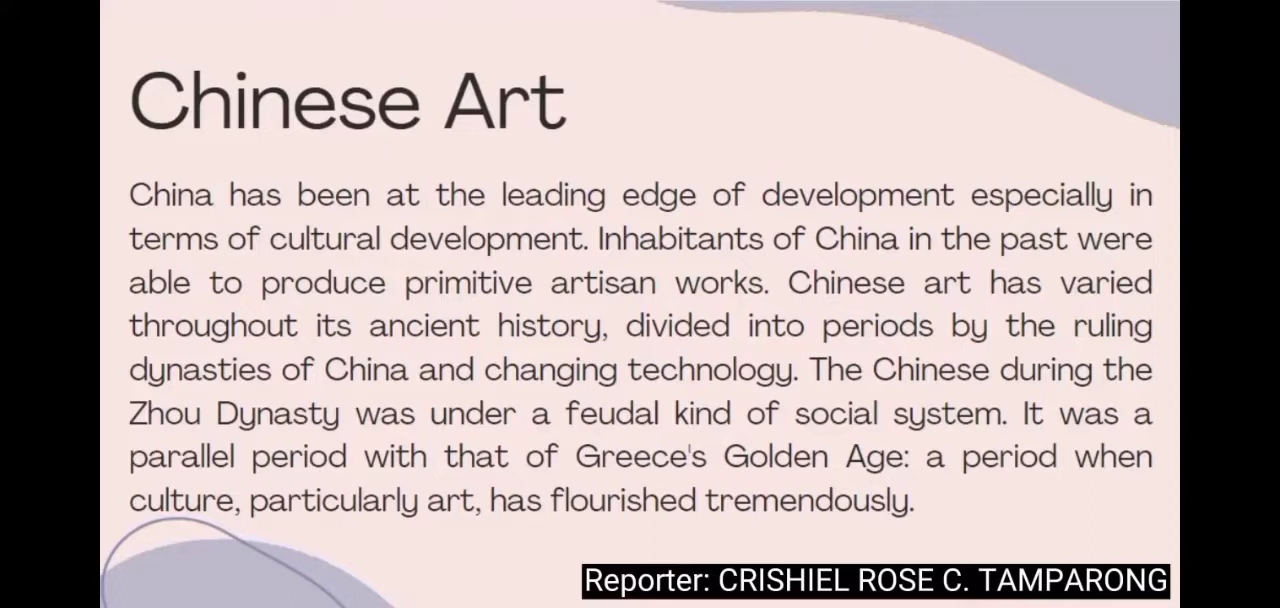 Chinese Art
China has been at the leading edge of development especially in
terms of cultural development. Inhabitants of China in the past were
able to produce primitive artisan works. Chinese art has varied
throughout its ancient history, divided into periods by the ruling
dynasties of China and changing technology. The Chinese during the
Zhou Dynasty was under a feudal kind of social system. It was a
parallel period with that of Greece's Golden Age: a period when
culture, particularly art, has flourished tremendously.
Reporter: CRISHIEL ROSE C. TAMPARONG